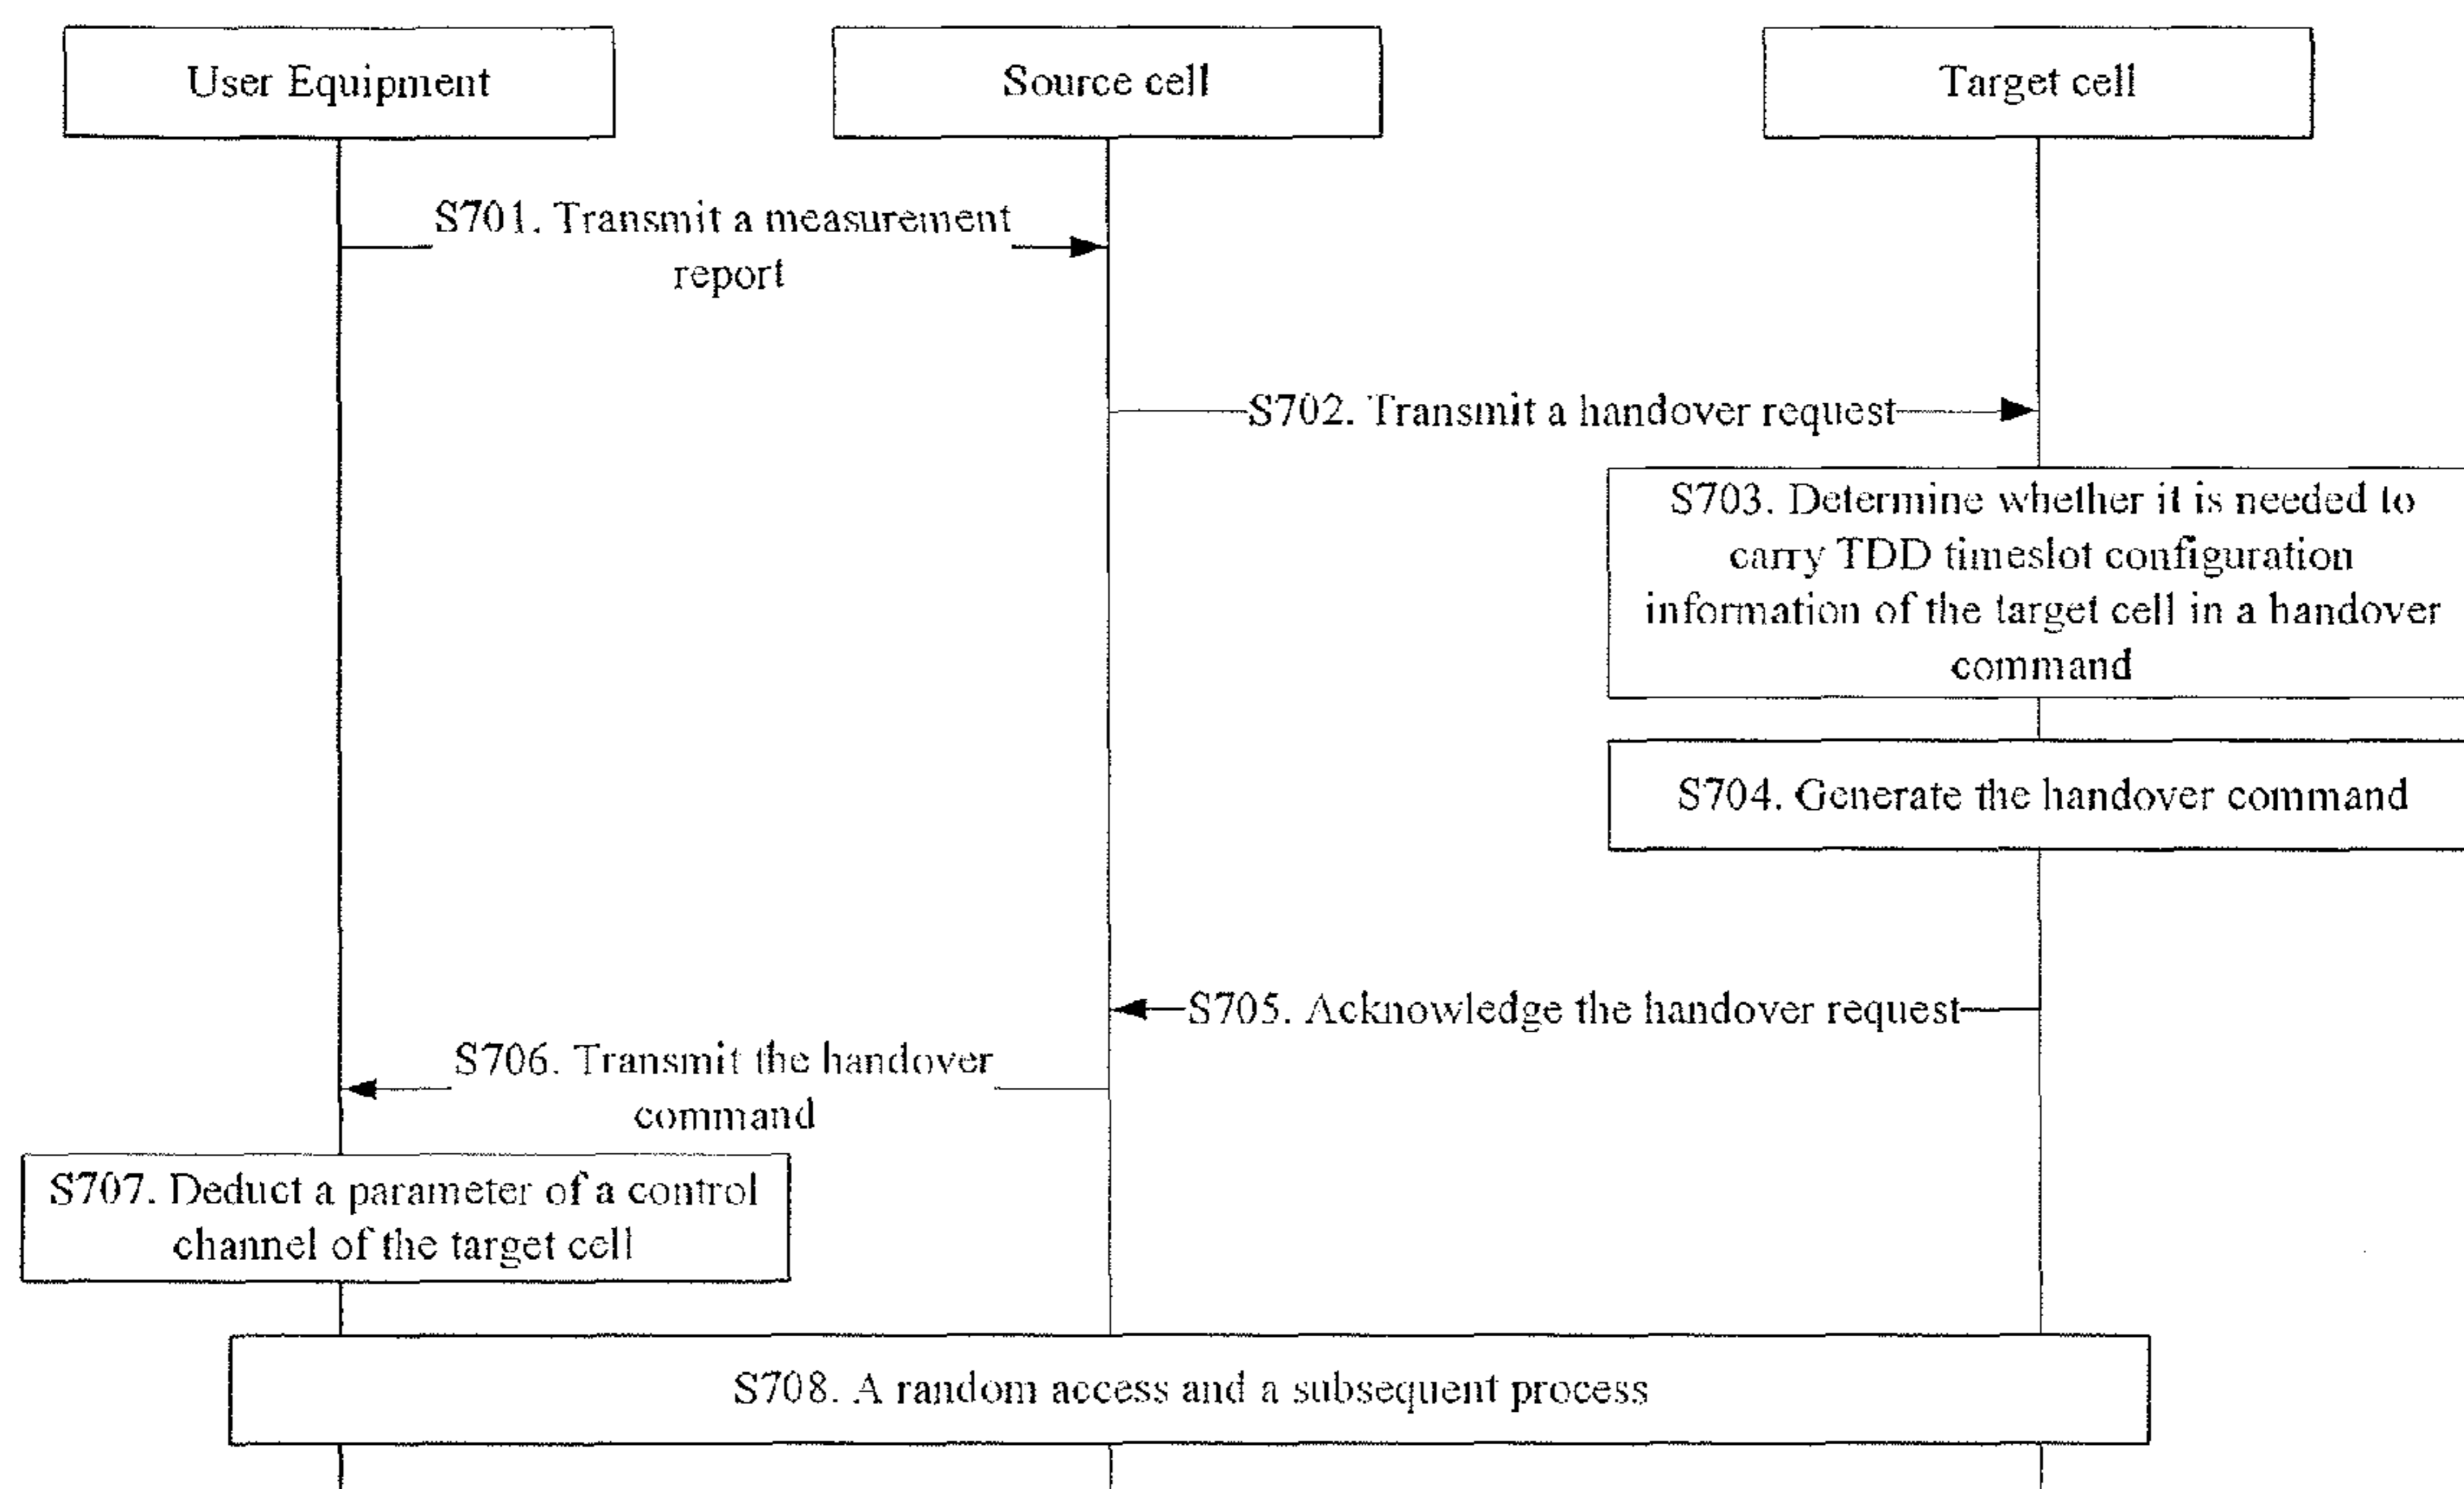 User Equipment
Source cell
Target cell
S701. Transmit a measurement
report
S702. Transmit a handover request
S703. Determine whether it is needed to
carry TDD timeslot configuration
information of the target cell in a handover
command
S704. Generate the handover command
S705. Acknowledge the handover request
S706. Transmit the handover
command
S707. Deduct a parameter of a control
channel of the target cell
S708. A random access and a subsequent process